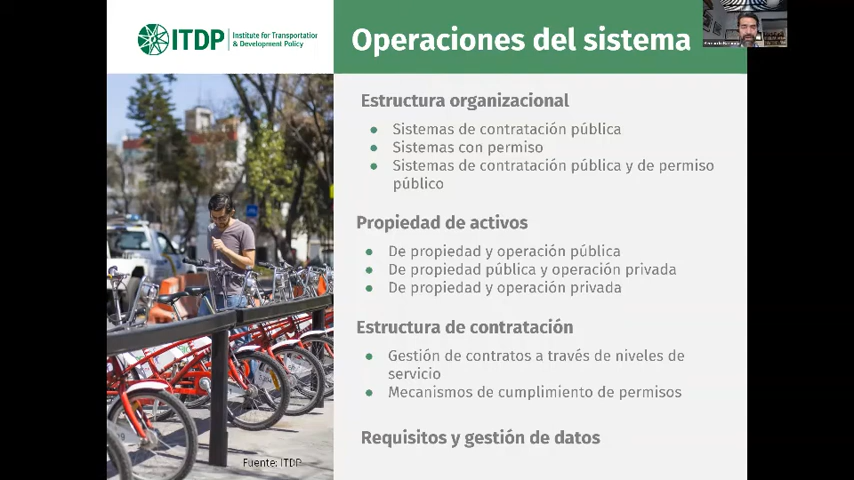 ITDP
Institute for Transportation
& Development Policy
Operaciones del sistema
Estructura organizacional
● Sistemas de contratación pública
● Sistemas con permiso
● Sistemas de contratación pública y de permiso
público
Propiedad de activos
● De propiedad y operación pública
● De propiedad pública y operación privada
● De propiedad y operación privada
Estructura de contratación
● Gestión de contratos a través de niveles de
servicio
● Mecanismos de cumplimiento de permisos
Requisitos y gestión de datos
Fuente: ITDP